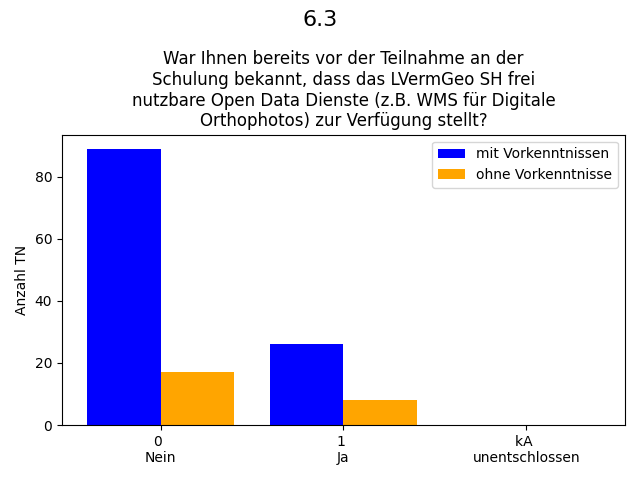 6.3
War Ihnen bereits vor der Teilnahme an der
Schulung bekannt, dass das LVermGeo SH frei
nutzbare Open Data Dienste (z.B. WMS für Digitale
Orthophotos) zur Verfügung stellt?
mit Vorkenntnissen
ohne Vorkenntnisse
Anzahl TN
80
60
40
20
0
0
Nein
1
Ja
kA
unentschlossen